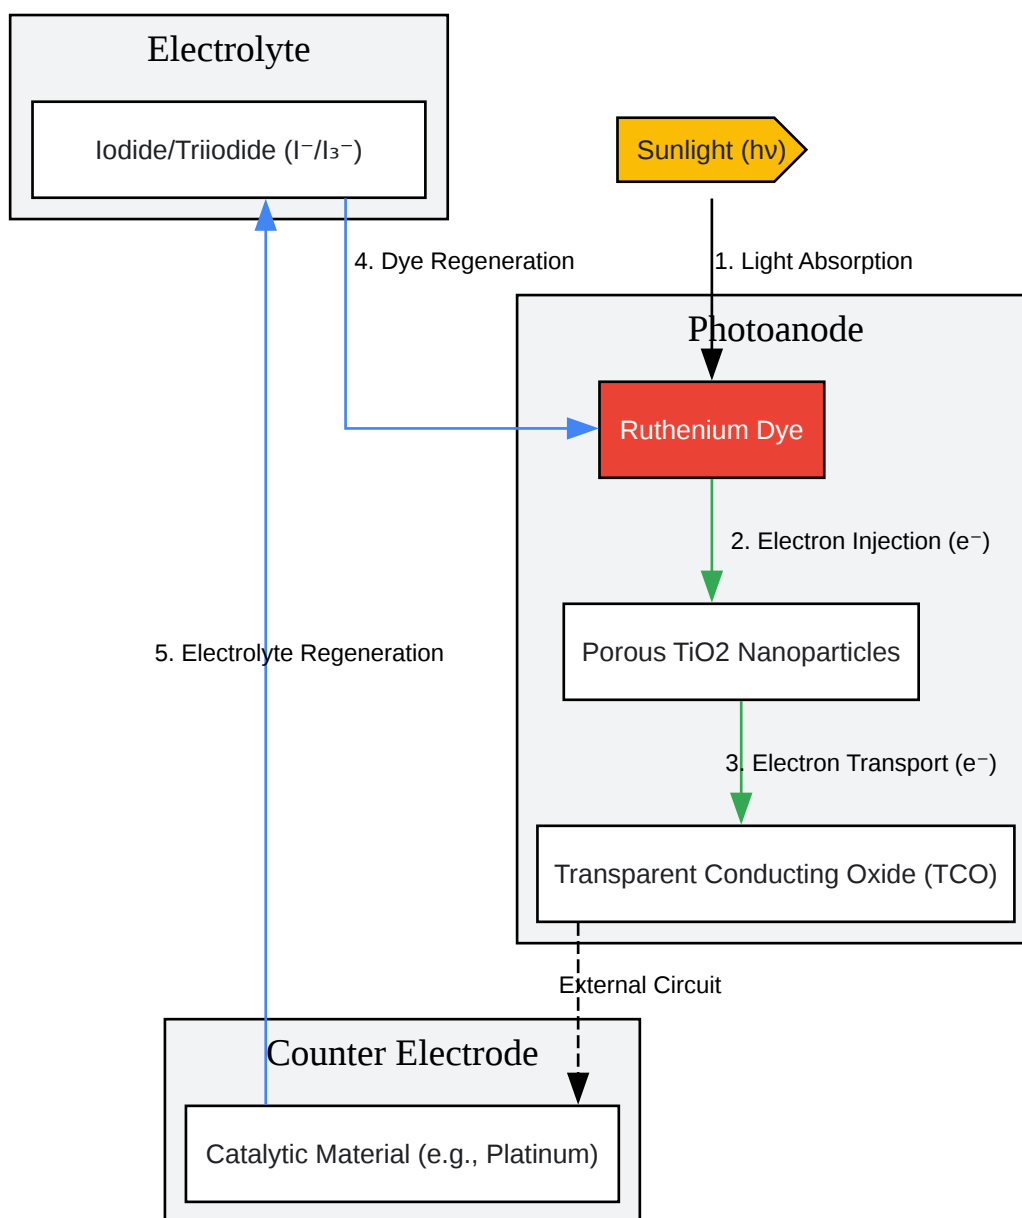 Electrolyte
Iodide/Triiodide (I⁻/I₃⁻)
Sunlight (hν)
4. Dye Regeneration
1. Light Absorption
Photoanode
Ruthenium Dye
2. Electron Injection (e⁻)
5. Electrolyte Regeneration
Porous TiO2 Nanoparticles
3. Electron Transport (e⁻)
Transparent Conducting Oxide (TCO)
External Circuit
Counter Electrode
Catalytic Material (e.g., Platinum)